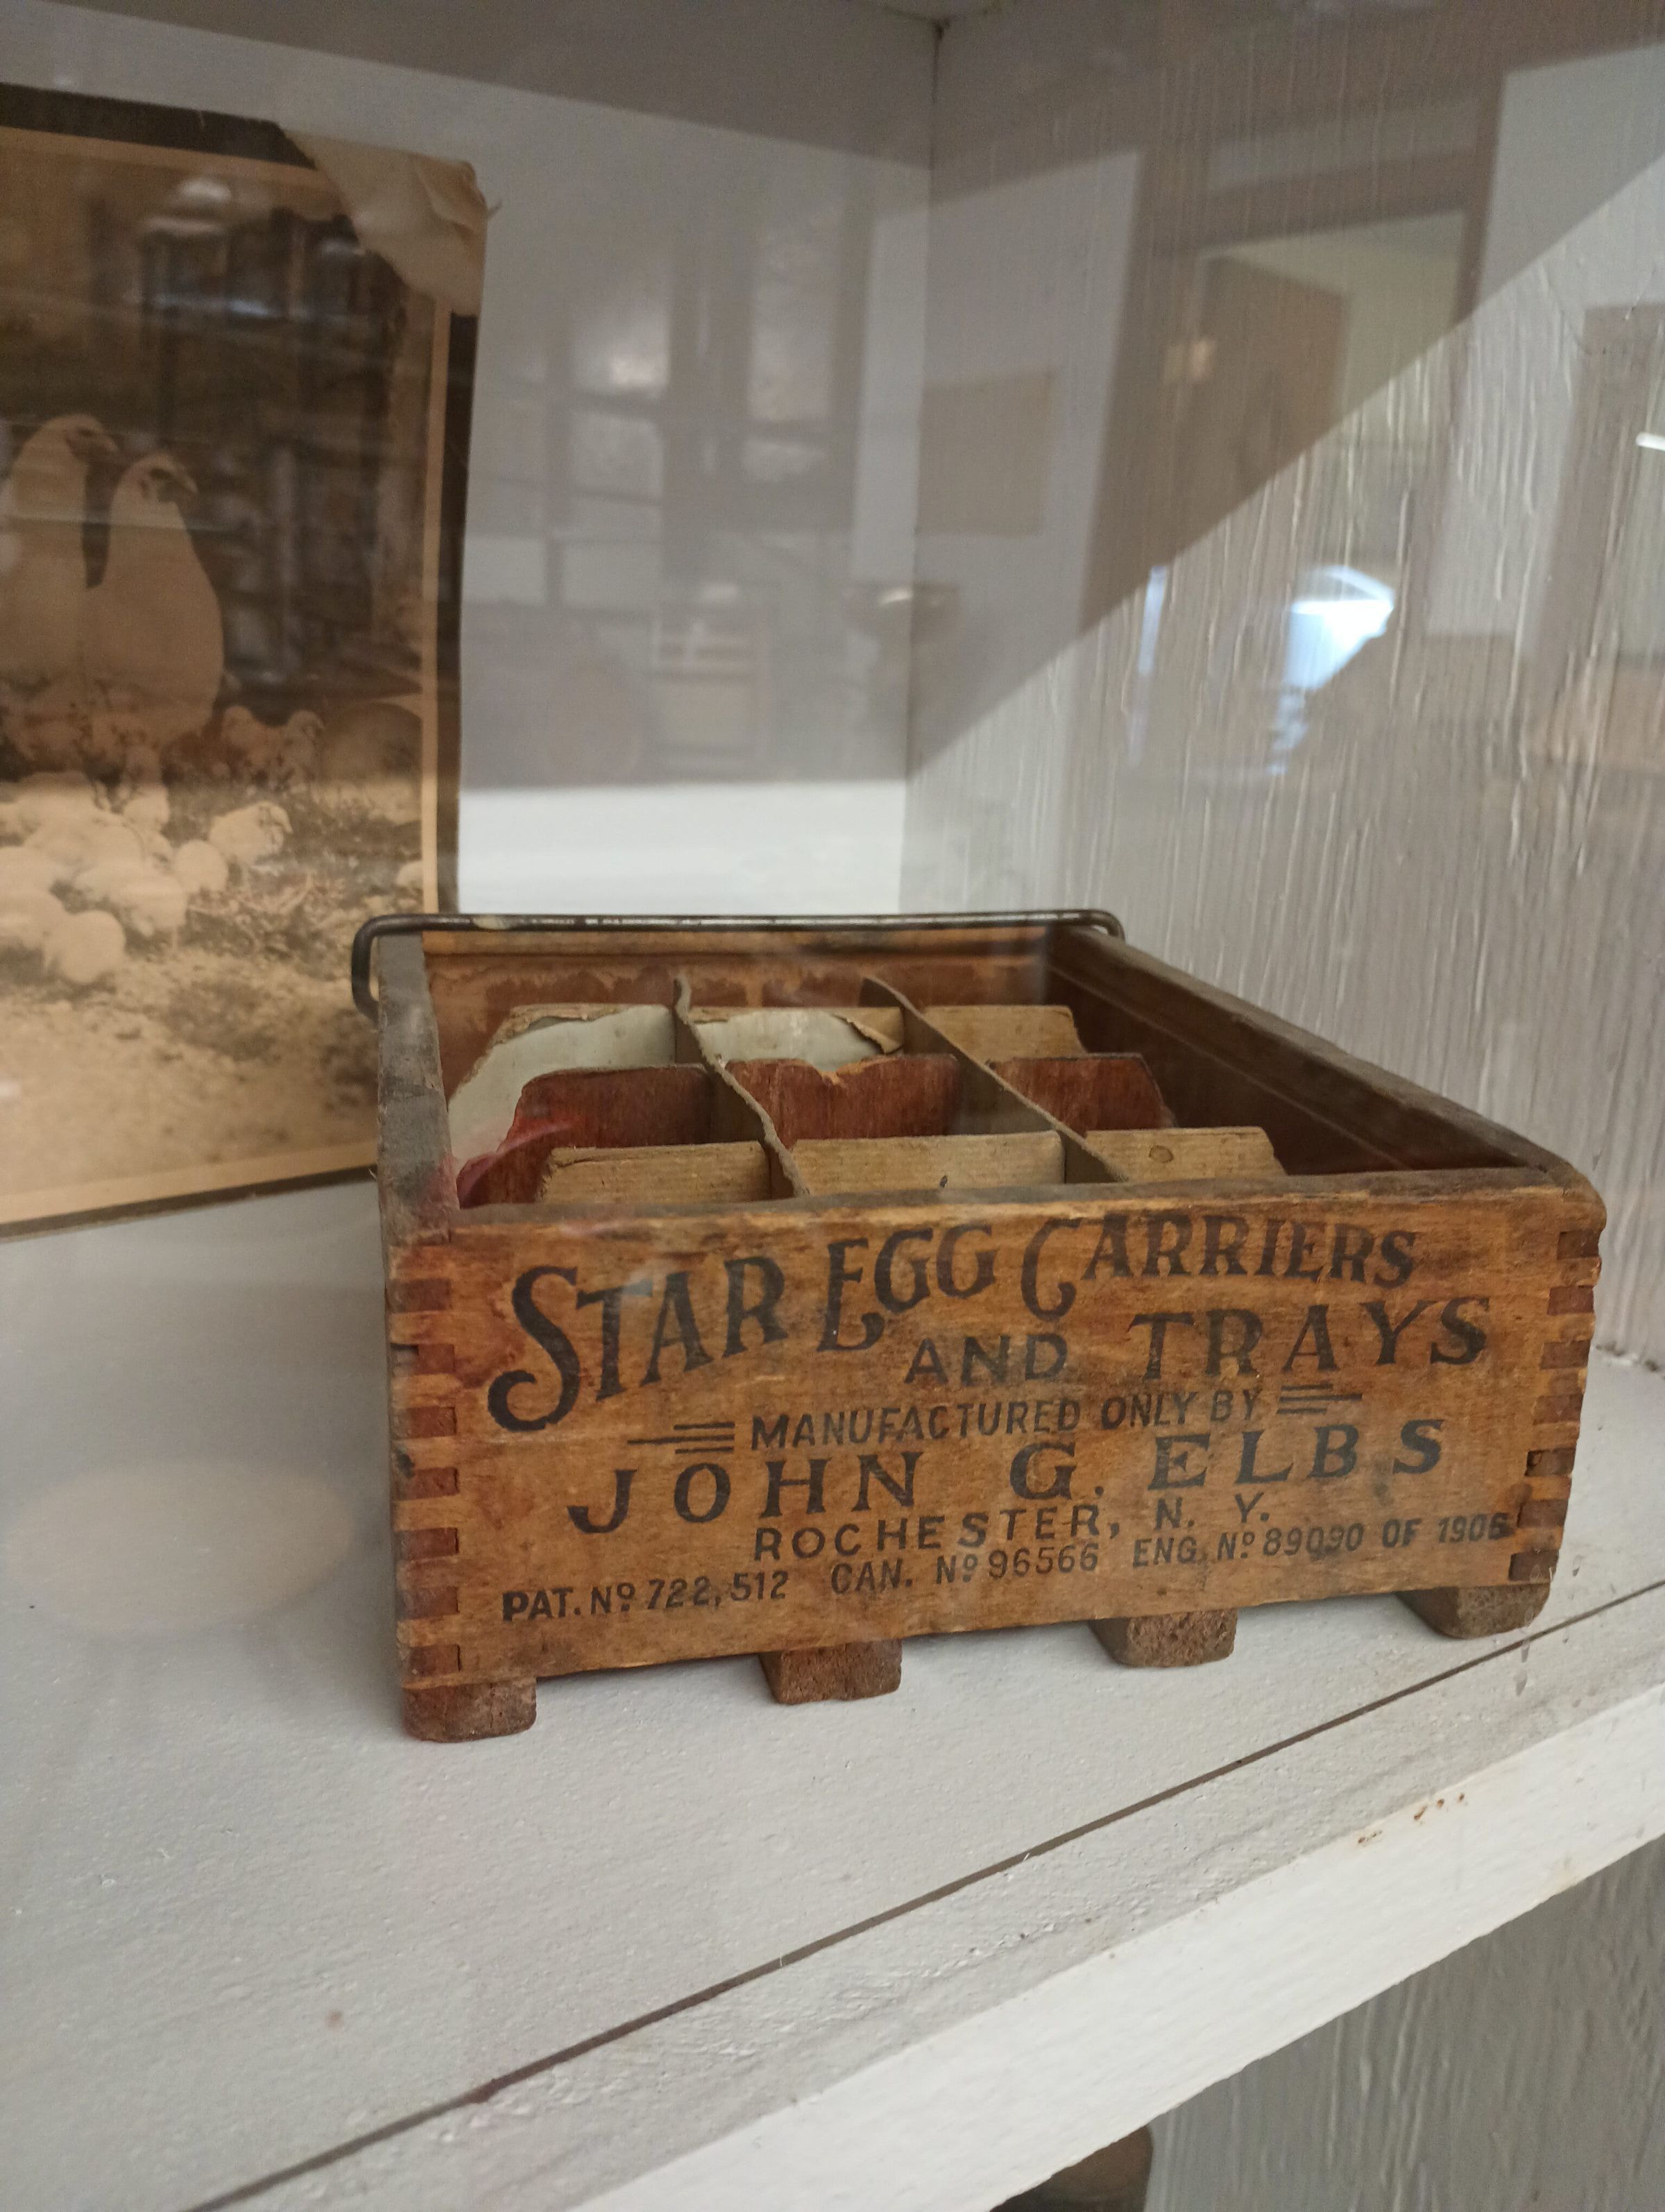 STAR EGG CARRIERS
AND TRAYS
MANUFACTURED ONLY BY
JOHN G. ELBS
ROCHESTER, N. Y.
PAT. Nº 722,512 CAN. Nº 96566 ENG. Nº 89090 OF 1906